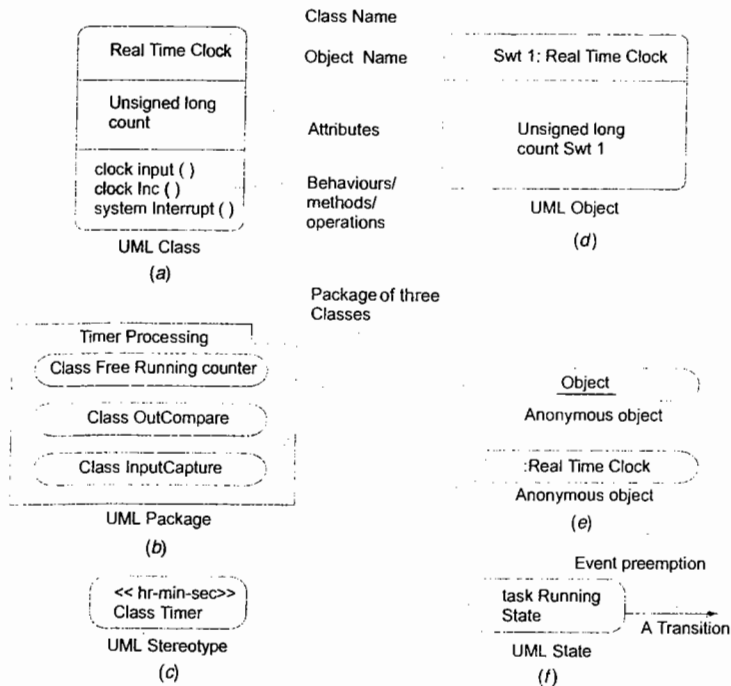 Class Name
Real Time Clock
Object Name
Swt 1: Real Time Clock
Unsigned long
count
Attributes
Unsigned long
count Swt 1
clock input ( )
clock Inc ( )
system Interrupt ( )
Behaviours/
methods/
operations
UML Class
UML Object
(a)
(d)
Package of three
Classes
Timer Processing
Class Free Running counter
Class OutCompare
Class InputCapture
UML Package
(b)
Object
Anonymous object
:Real Time Clock
Anonymous object
(e)
<< hr-min-sec>>
Class Timer
UML Stereotype
(c)
Event preemption
task Running
State
A Transition
UML State
(f)